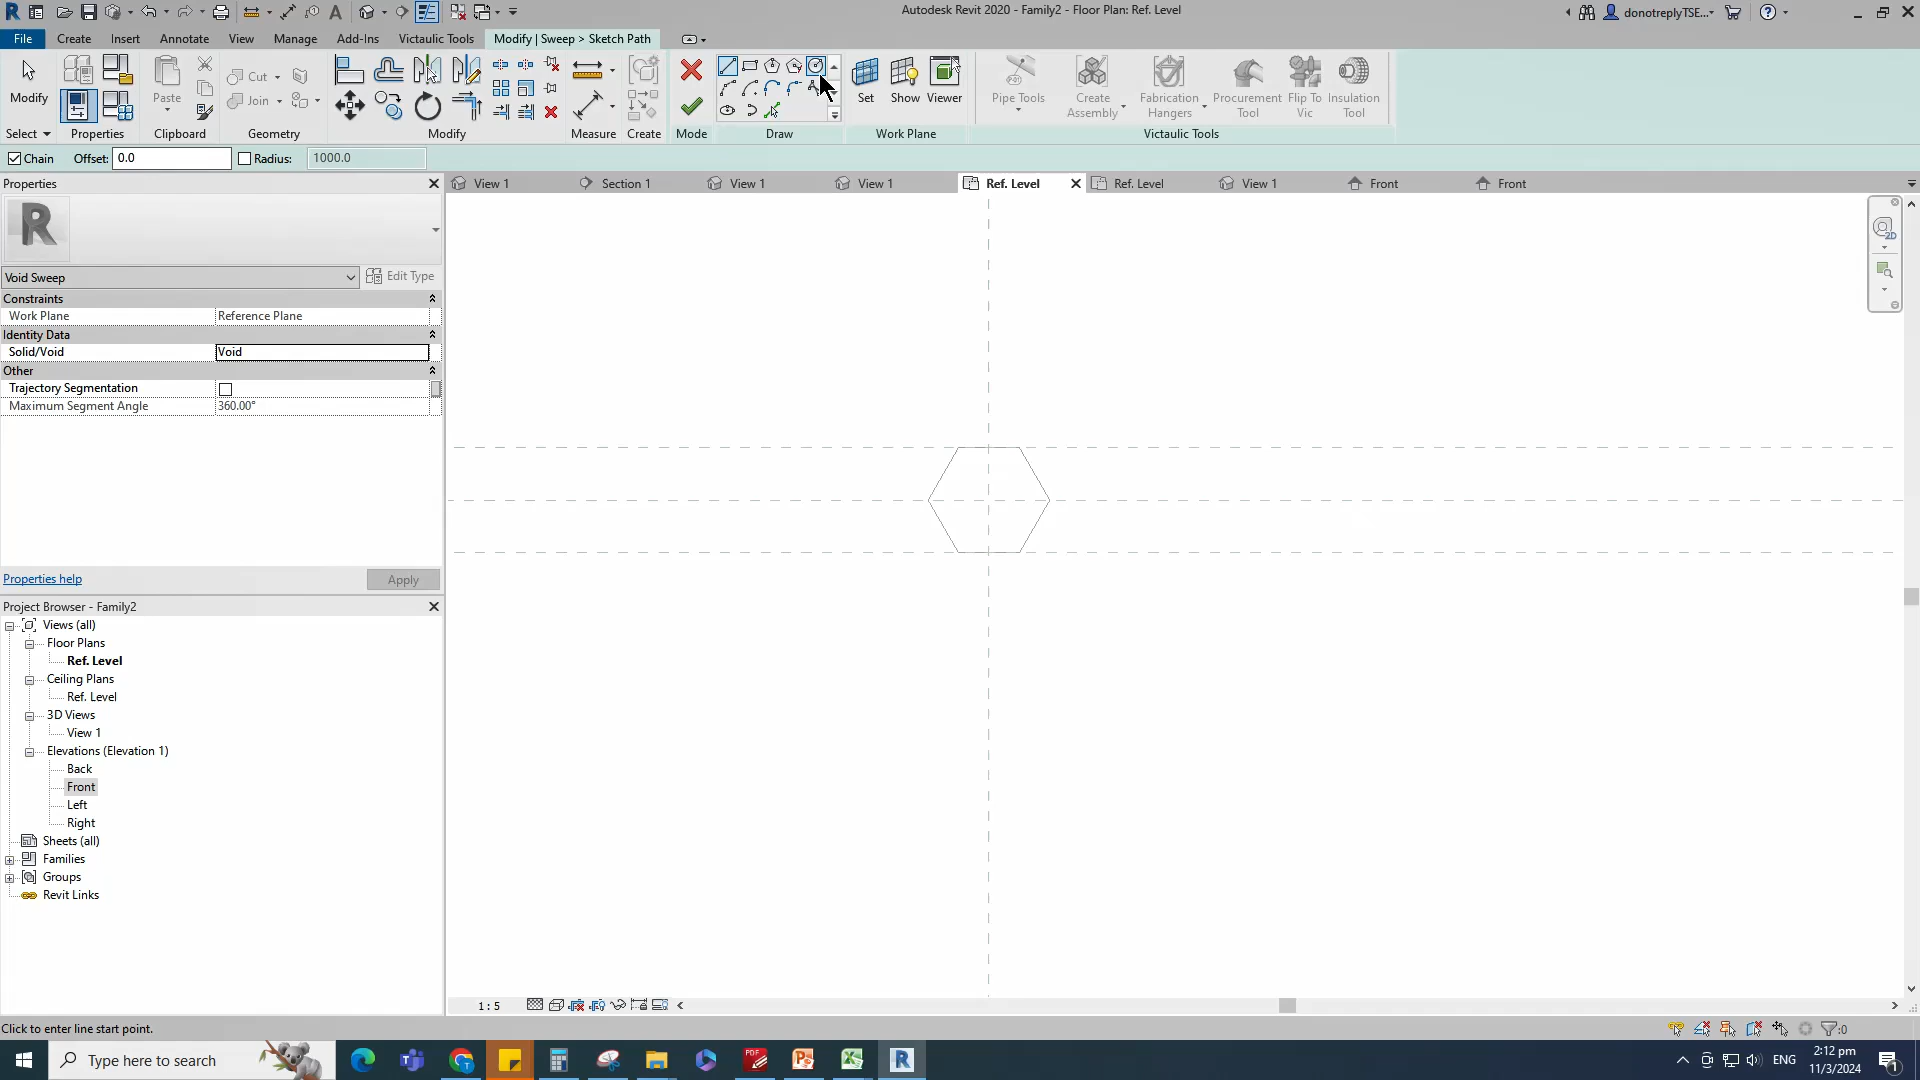 Autodesk Revit 2020 - Family2 - Floor Plan: Ref. Level
donotreplyTSE...
File Create Insert Annotate View Manage Add-Ins Victaulic Tools Modify | Sweep > Sketch Path
Modify
Paste
Cut
Join
Set Show Viewer
Pipe Tools
Create Assembly
Fabrication Hangers
Procurement Tool
Flip To Vic
Insulation Tool
Select Properties Clipboard Geometry Modify Measure Create Mode Draw Work Plane Victaulic Tools
Chain Offset: 0.0 Radius: 1000.0
Properties
View 1 Section 1 View 1 View 1 Ref. Level Ref. Level View 1 Front Front
R
2D
Void Sweep Edit Type
Constraints
Work Plane Reference Plane
Identity Data
Solid/Void Void
Other
Trajectory Segmentation
Maximum Segment Angle 360.00°
Properties help Apply
Project Browser - Family2
Views (all)
Floor Plans
Ref. Level
Ceiling Plans
Ref. Level
3D Views
View 1
Elevations (Elevation 1)
Back
Front
Left
Right
Sheets (all)
Families
Groups
Revit Links
1 : 5
Click to enter line start point.
:0
Type here to search
ENG
2:12 pm
11/3/2024
1